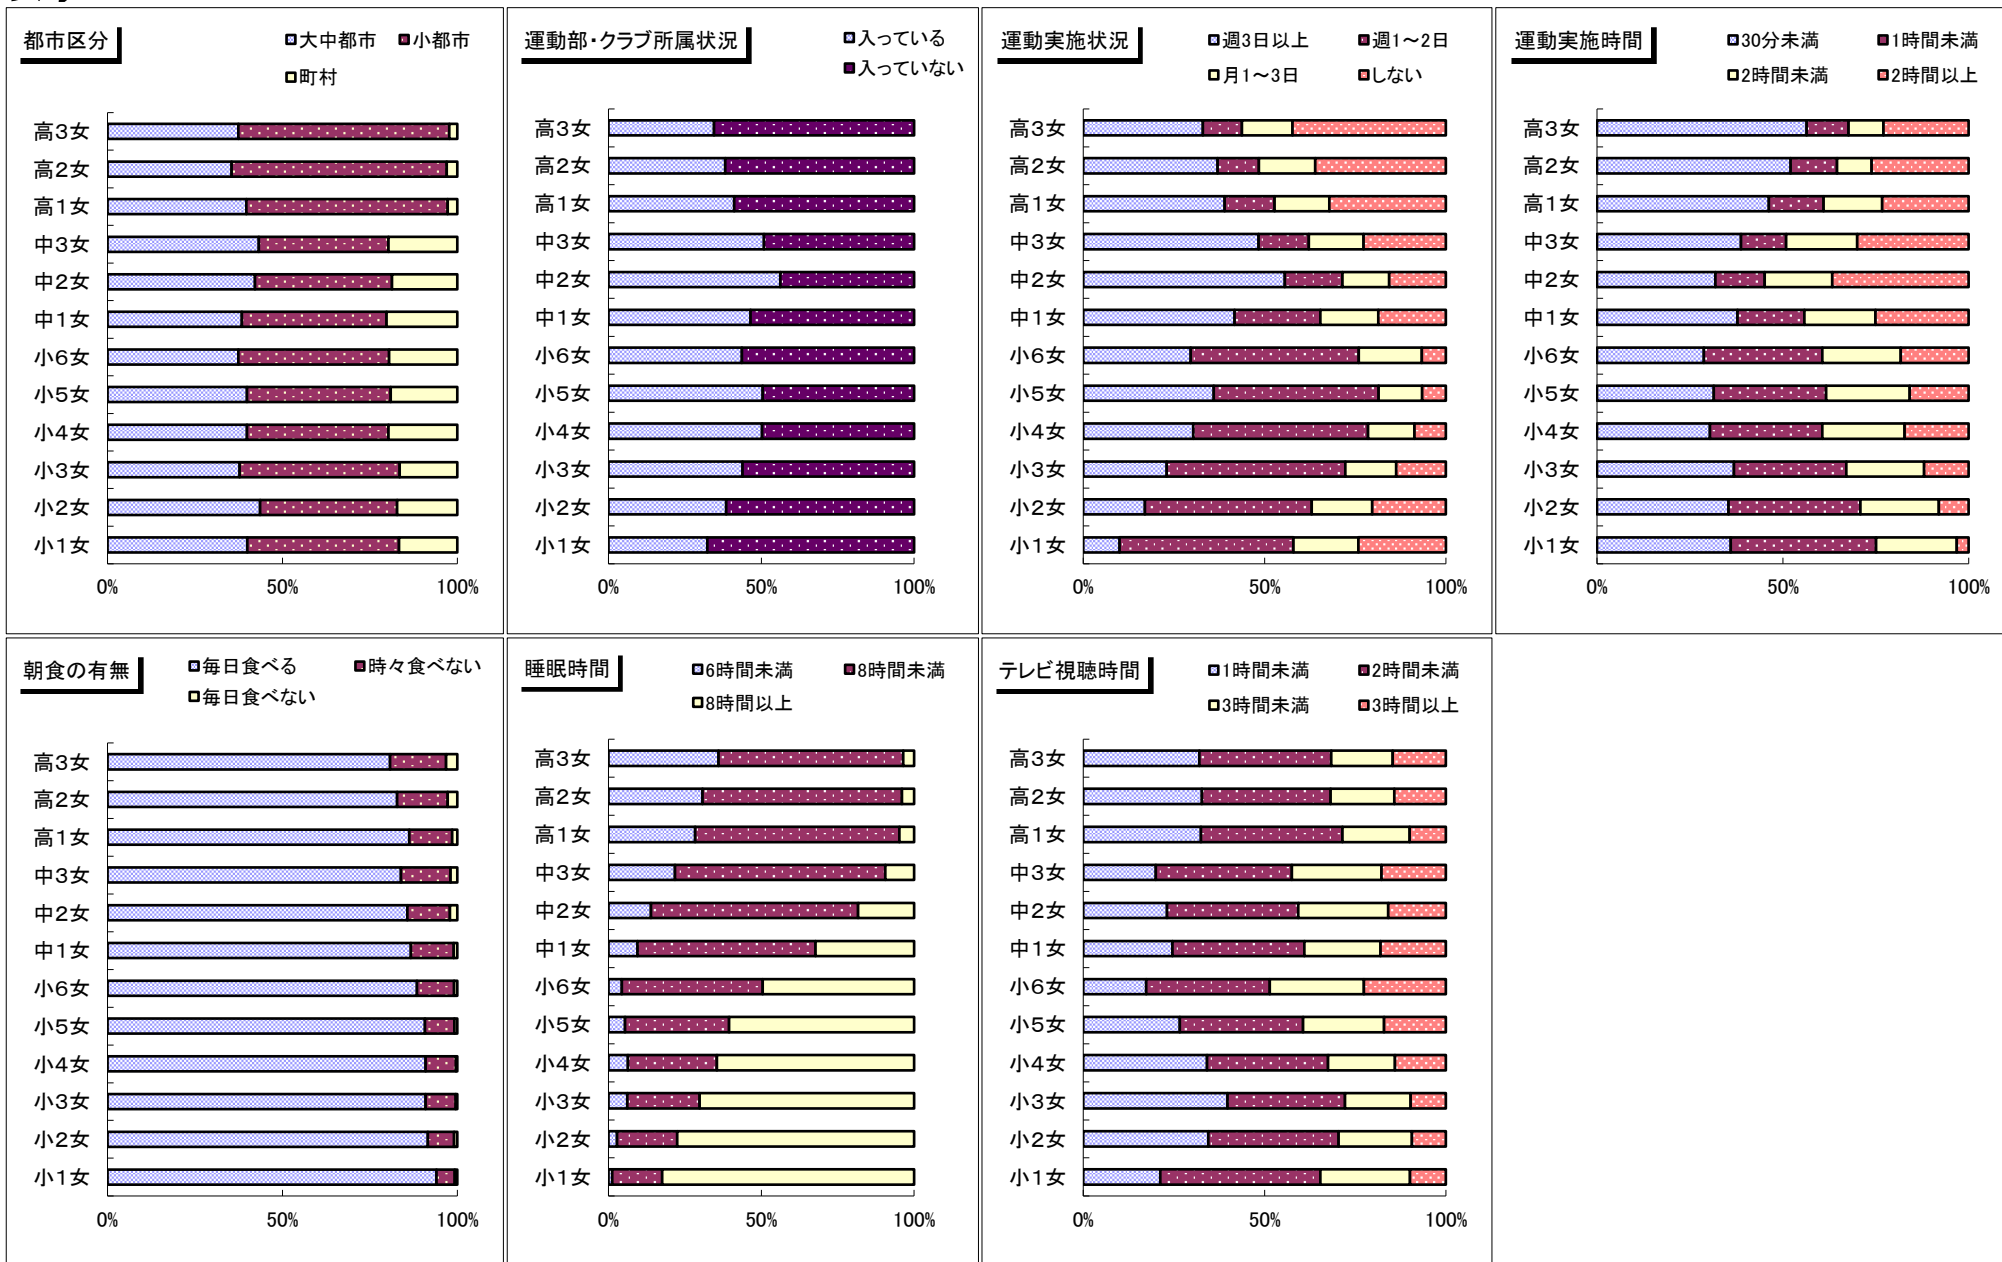 都市区分
大中都市 小都市
町村
高3女
高2女
高1女
中3女
中2女
中1女
小6女
小5女
小4女
小3女
小2女
小1女
0% 50% 100%
運動部・クラブ所属状況
入っている
入っていない
高3女
高2女
高1女
中3女
中2女
中1女
小6女
小5女
小4女
小3女
小2女
小1女
0% 50% 100%
運動実施状況
週3日以上 週1～2日
月1～3日 しない
高3女
高2女
高1女
中3女
中2女
中1女
小6女
小5女
小4女
小3女
小2女
小1女
0% 50% 100%
運動実施時間
30分未満 1時間未満
2時間未満 2時間以上
高3女
高2女
高1女
中3女
中2女
中1女
小6女
小5女
小4女
小3女
小2女
小1女
0% 50% 100%
朝食の有無
毎日食べる 時々食べない
毎日食べない
高3女
高2女
高1女
中3女
中2女
中1女
小6女
小5女
小4女
小3女
小2女
小1女
0% 50% 100%
睡眠時間
6時間未満 8時間未満
8時間以上
高3女
高2女
高1女
中3女
中2女
中1女
小6女
小5女
小4女
小3女
小2女
小1女
0% 50% 100%
テレビ視聴時間
1時間未満 2時間未満
3時間未満 3時間以上
高3女
高2女
高1女
中3女
中2女
中1女
小6女
小5女
小4女
小3女
小2女
小1女
0% 50% 100%